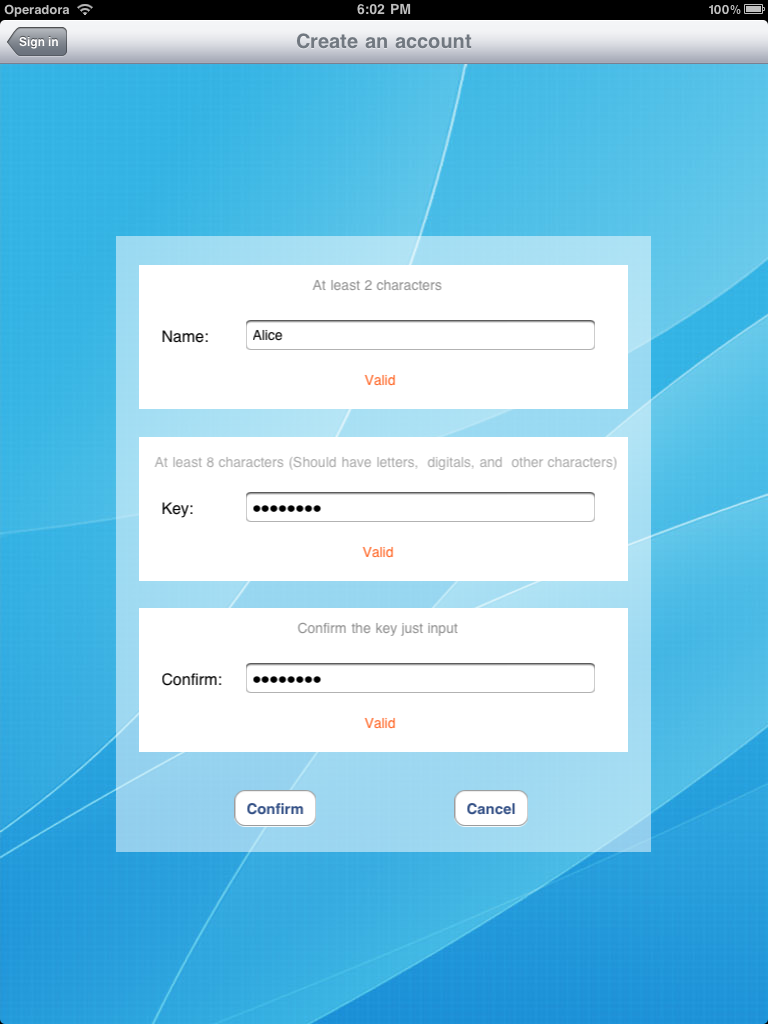 Operadora 6:02 PM 100%
Sign in Create an account
At least 2 characters
Name: Alice
Valid
At least 8 characters (Should have letters, digitals, and other characters)
Key: ••••••••
Valid
Confirm the key just input
Confirm: ••••••••
Valid
Confirm Cancel